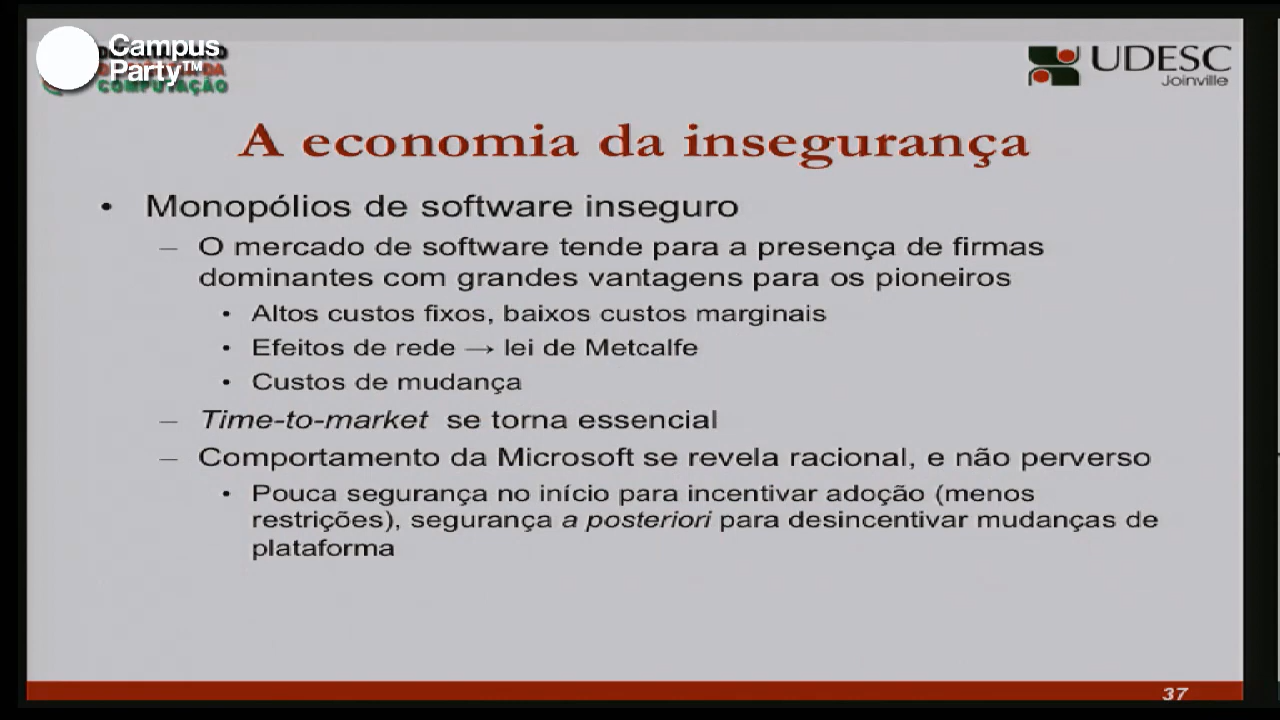 Campus
Party™
COMPUTAÇÃO
UDESC
Joinville
A economia da insegurança
• Monopólios de software inseguro
– O mercado de software tende para a presença de firmas
dominantes com grandes vantagens para os pioneiros
• Altos custos fixos, baixos custos marginais
• Efeitos de rede → lei de Metcalfe
• Custos de mudança
– Time-to-market se torna essencial
– Comportamento da Microsoft se revela racional, e não perverso
• Pouca segurança no início para incentivar adoção (menos
restrições), segurança a posteriori para desincentivar mudanças de
plataforma
37